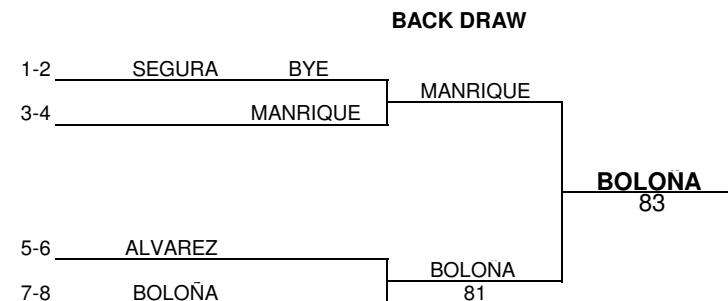 BACK DRAW
1-2 SEGURA BYE
MANRIQUE
3-4 MANRIQUE
BOLOÑA
83
5-6 ALVAREZ
BOLOÑA
7-8 BOLOÑA 81